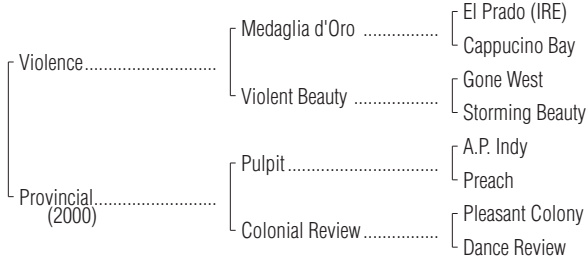 El Prado (IRE)
Medaglia d'Oro
Cappucino Bay
Violence
Gone West
Violent Beauty
Storming Beauty
A.P. Indy
Pulpit
Preach
Provincial
(2000)
Pleasant Colony
Colonial Review
Dance Review